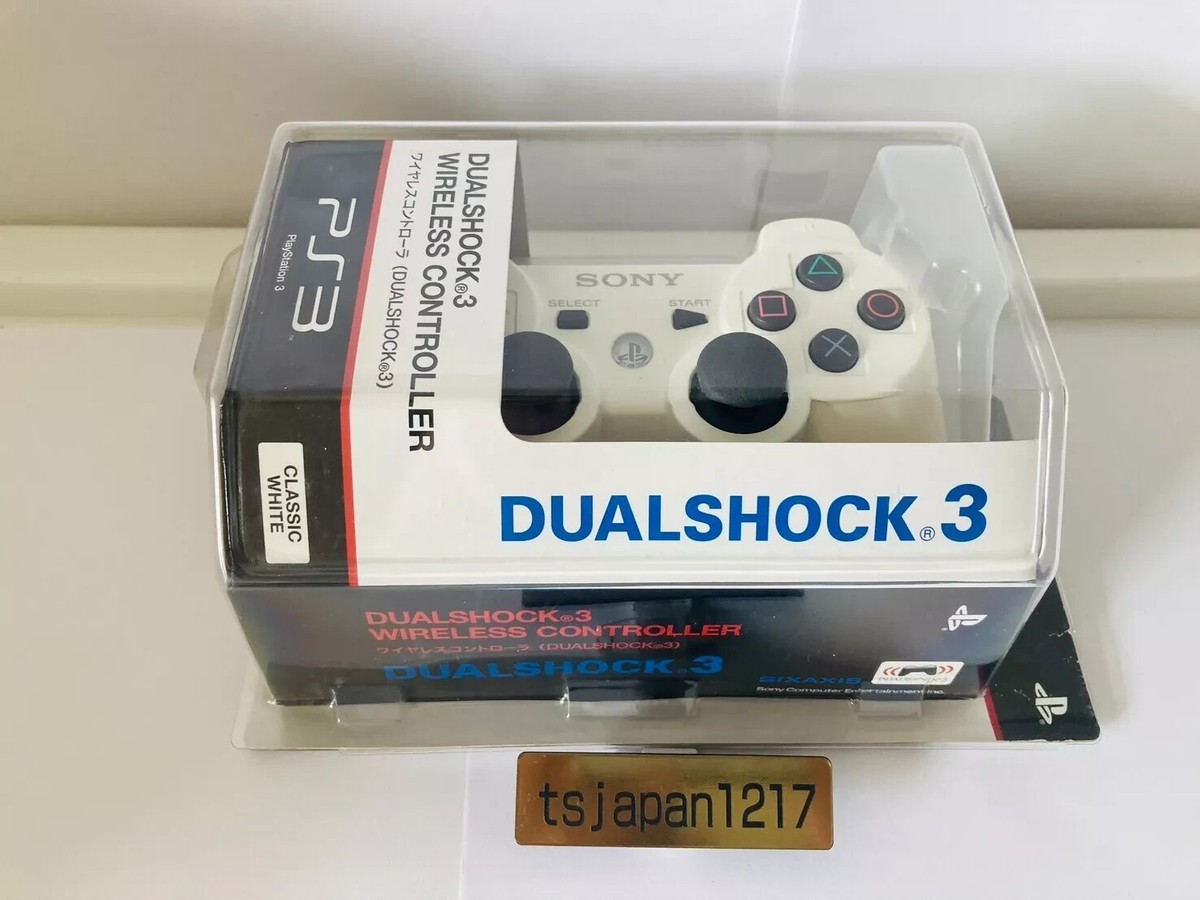 PS3
PlayStation 3
DUALSHOCK®3
WIRELESS CONTROLLER
ワイヤレスコントローラ (DUALSHOCK®3)
CLASSIC
WHITE
SONY
SELECT
START
DUALSHOCK®3
DUALSHOCK®3
WIRELESS CONTROLLER
ワイヤレスコントローラ (DUALSHOCK®3)
DUALSHOCK®3
SIXAXIS
DUALSHOCK®3
Sony Computer Entertainment Inc.
tsjapan1217